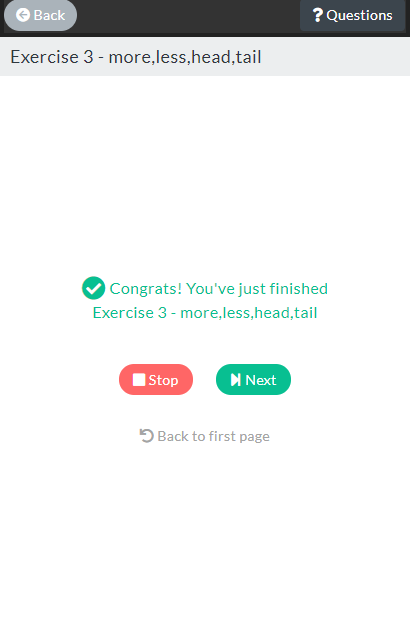 Back
Questions
Exercise 3 - more,less,head,tail
Congrats! You've just finished
Exercise 3 - more,less,head,tail
Stop
Next
Back to first page